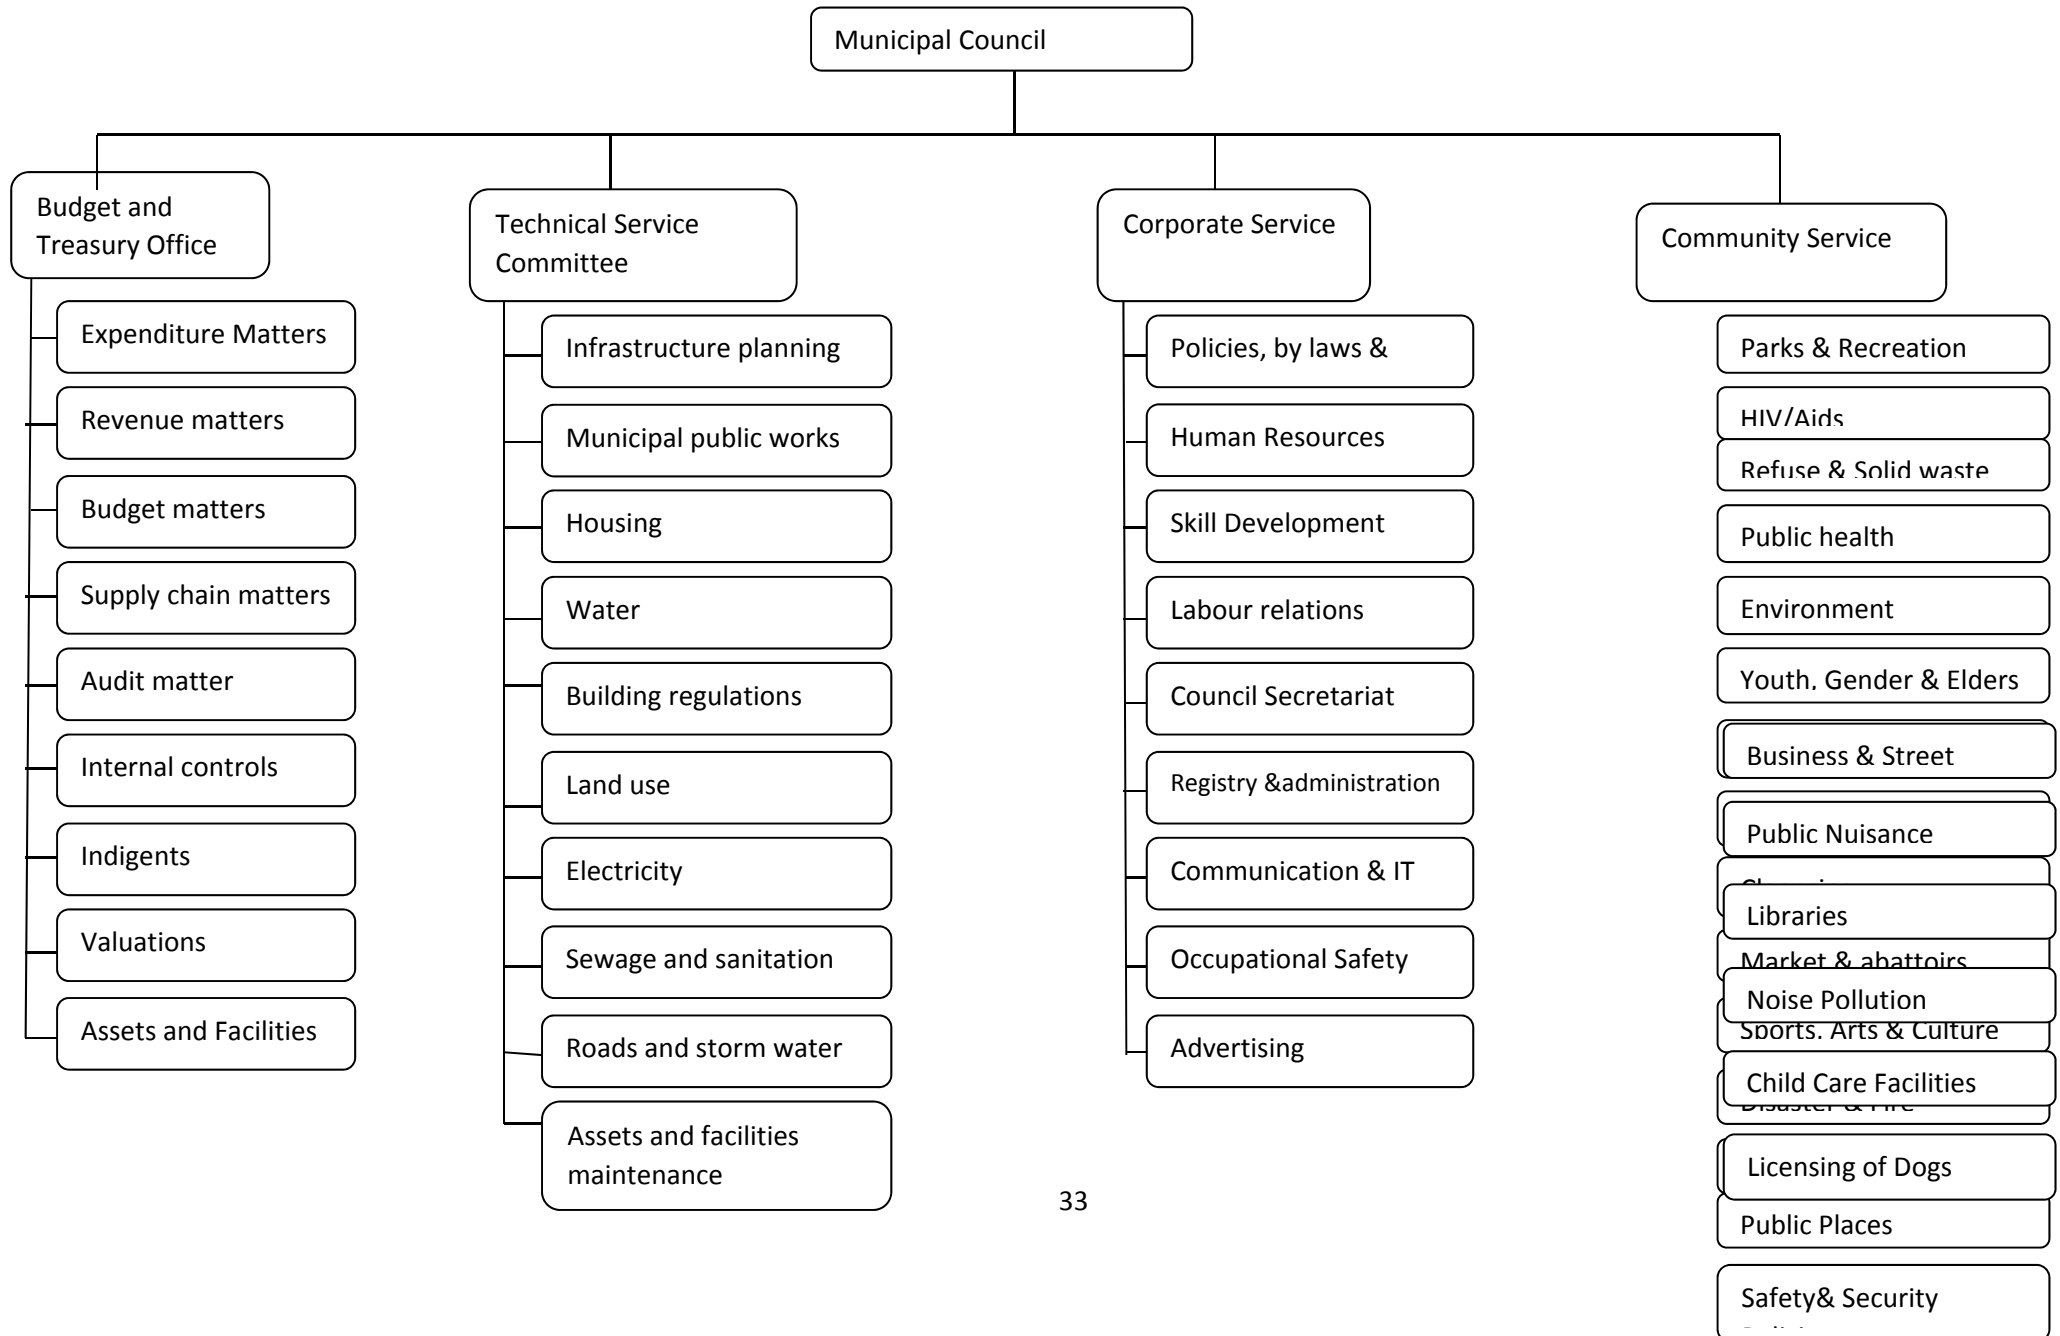 Municipal Council
Budget and
Treasury Office
Expenditure Matters
Revenue matters
Budget matters
Supply chain matters
Audit matter
Internal controls
Indigents
Valuations
Assets and Facilities
Technical Service
Committee
Infrastructure planning
Municipal public works
Housing
Water
Building regulations
Land use
Electricity
Sewage and sanitation
Roads and storm water
Assets and facilities
maintenance
Corporate Service
Policies, by laws &
Human Resources
Skill Development
Labour relations
Council Secretariat
Registry &administration
Communication & IT
Occupational Safety
Advertising
Community Service
Parks & Recreation
HIV/Aids
Refuse & Solid waste
Public health
Environment
Youth, Gender & Elders
Business & Street
Public Nuisance
Libraries
Market & abattoirs
Noise Pollution
Sports, Arts & Culture
Child Care Facilities
Disaster & Fire
Licensing of Dogs
Public Places
Safety& Security
33